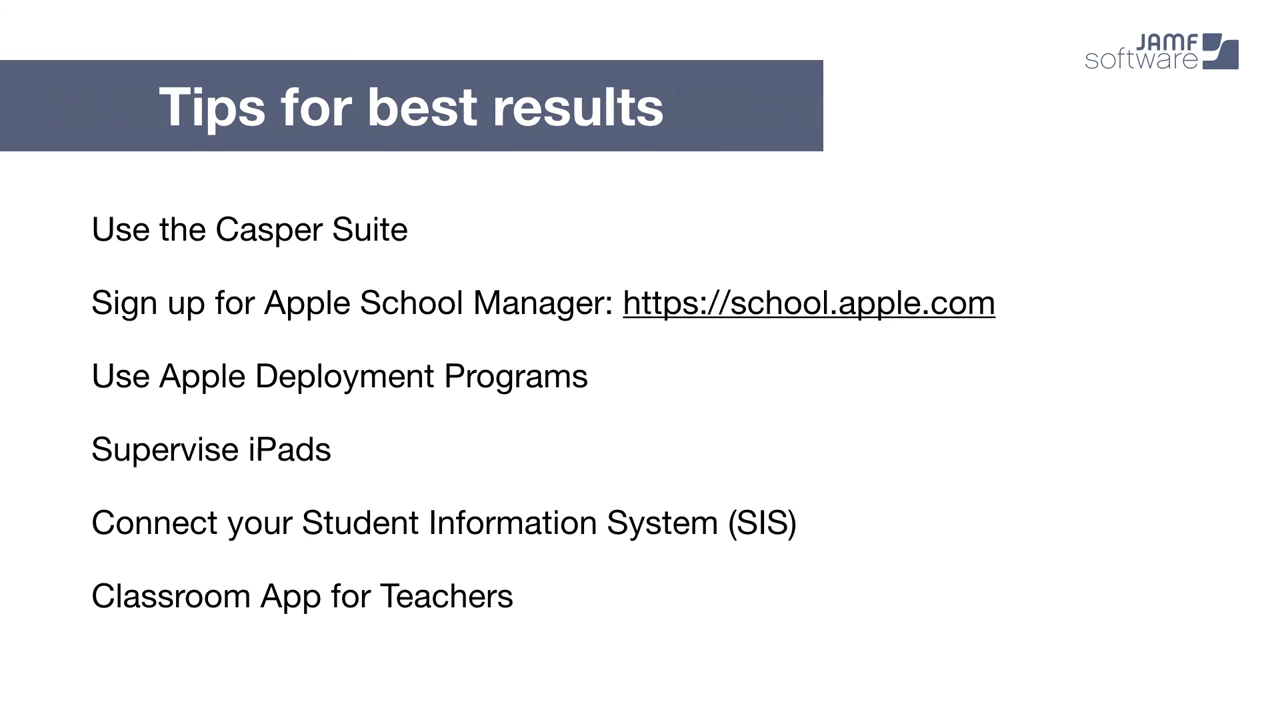 JAMF
software
Tips for best results
Use the Casper Suite
Sign up for Apple School Manager: https://school.apple.com
Use Apple Deployment Programs
Supervise iPads
Connect your Student Information System (SIS)
Classroom App for Teachers